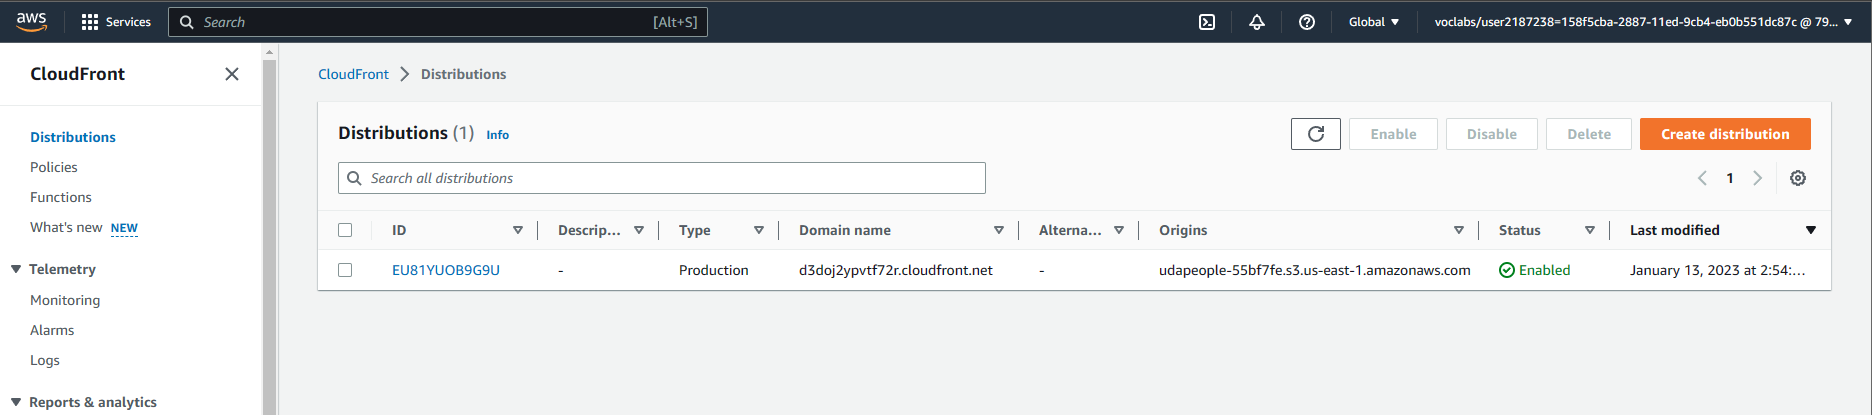 aws Services Search [Alt+S] Global voclabs/user2187238=158f5cba-2887-11ed-9cb4-eb0b551dc87c @ 79...
CloudFront
Distributions
Policies
Functions
What's new NEW
Telemetry
Monitoring
Alarms
Logs
Reports & analytics
CloudFront Distributions
Distributions (1) Info Enable Disable Delete Create distribution
Search all distributions 1
ID Descrip... Type Domain name Alterna... Origins Status Last modified
EU81YUOB9G9U - Production d3doj2ypvtf72r.cloudfront.net - udapeople-55bf7fe.s3.us-east-1.amazonaws.com Enabled January 13, 2023 at 2:54:...